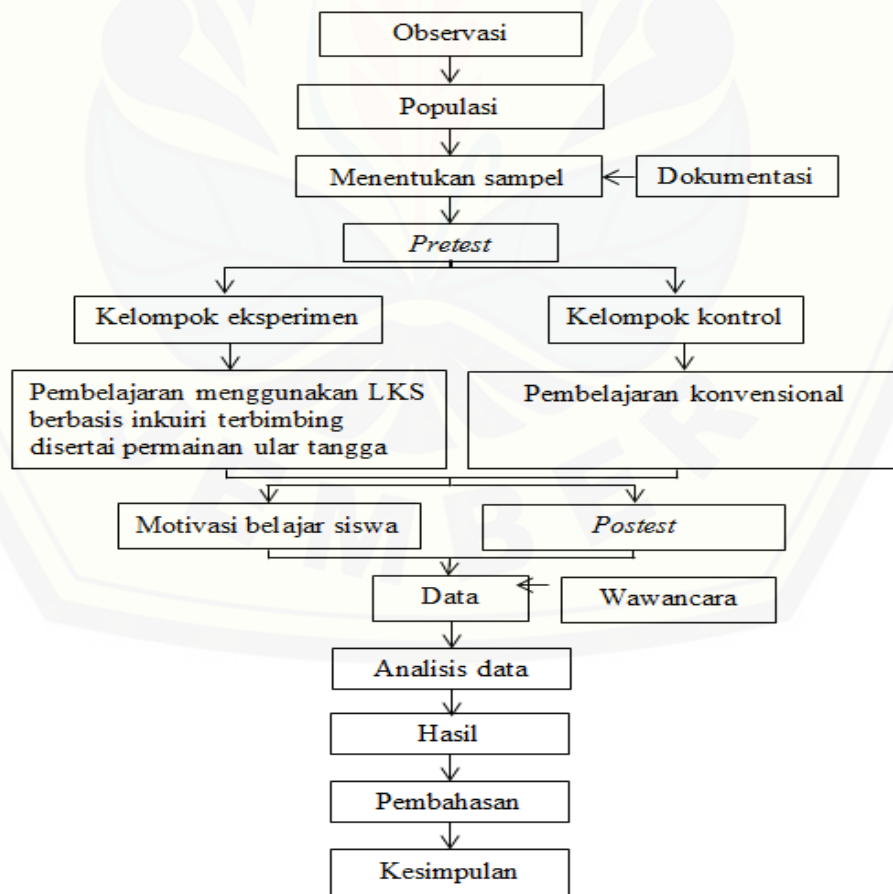 Observasi
Populasi
Menentukan sampel
Dokumentasi
Pretest
Kelompok eksperimen
Kelompok kontrol
Pembelajaran menggunakan LKS
berbasis inkuiri terbimbing
disertai permainan ular tangga
Pembelajaran konvensional
Motivasi belajar siswa
Postest
Data
Wawancara
Analisis data
Hasil
Pembahasan
Kesimpulan
EMBER